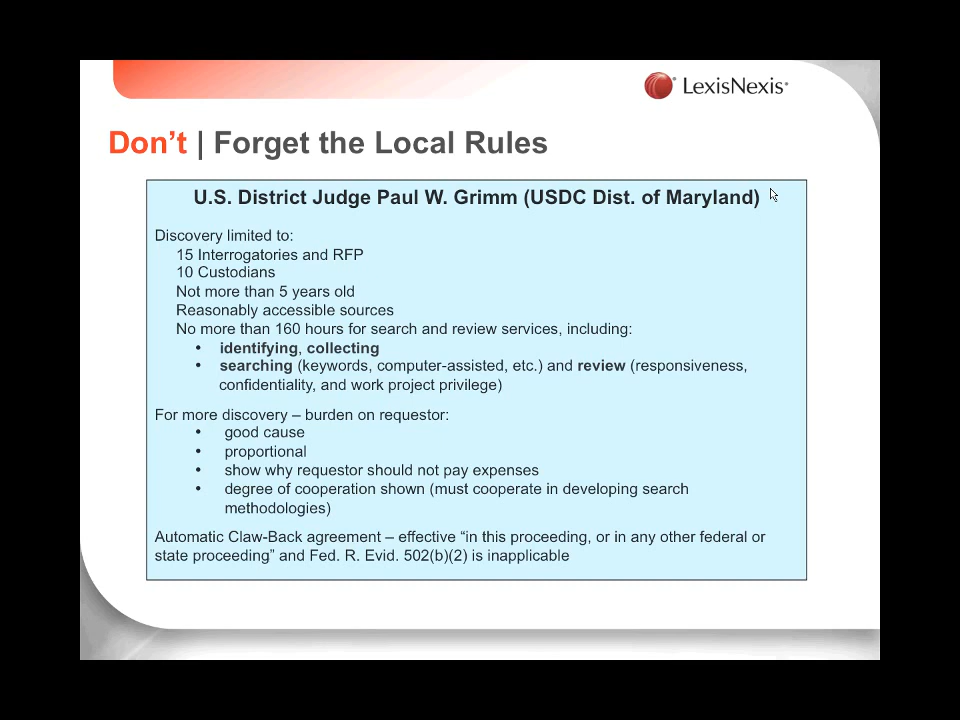 LexisNexis®
Don't | Forget the Local Rules
U.S. District Judge Paul W. Grimm (USDC Dist. of Maryland)
Discovery limited to:
15 Interrogatories and RFP
10 Custodians
Not more than 5 years old
Reasonably accessible sources
No more than 160 hours for search and review services, including:
• identifying, collecting
• searching (keywords, computer-assisted, etc.) and review (responsiveness,
confidentiality, and work project privilege)
For more discovery – burden on requestor:
• good cause
• proportional
• show why requestor should not pay expenses
• degree of cooperation shown (must cooperate in developing search
methodologies)
Automatic Claw-Back agreement – effective “in this proceeding, or in any other federal or
state proceeding” and Fed. R. Evid. 502(b)(2) is inapplicable